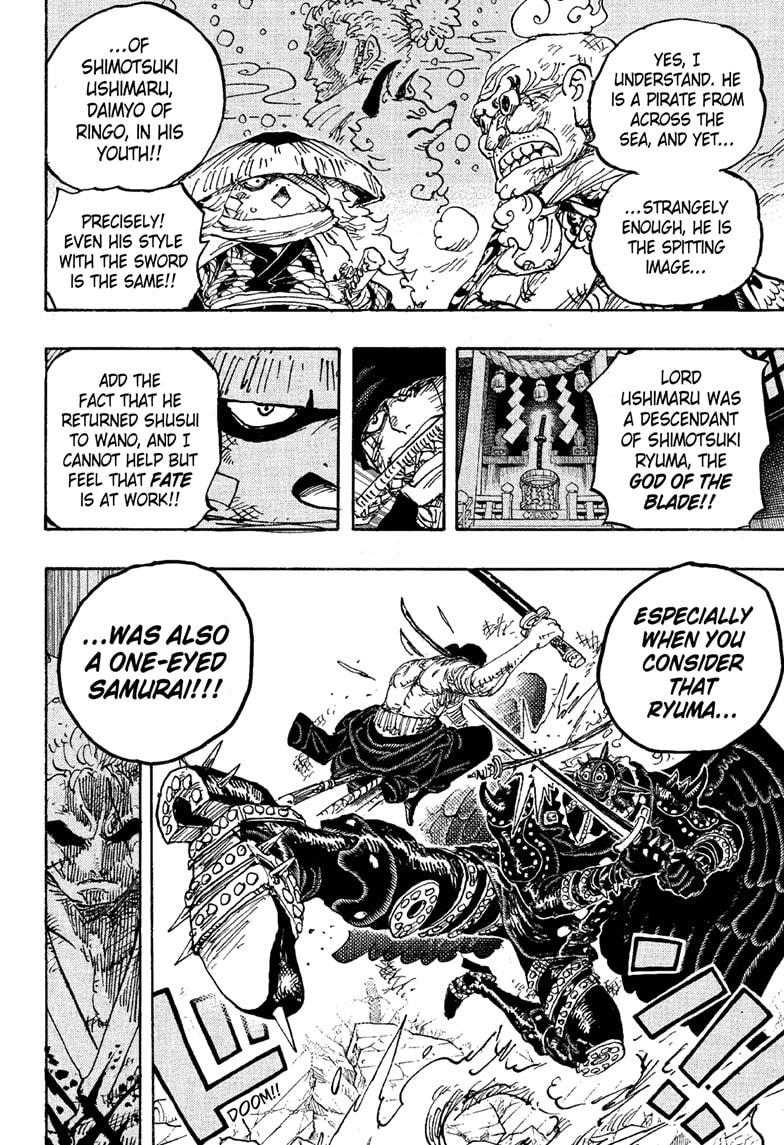 YES, I
UNDERSTAND. HE
IS A PIRATE FROM
ACROSS THE
SEA, AND YET...
...STRANGELY
ENOUGH, HE IS
THE SPITTING
IMAGE...
...OF
SHIMOTSUKI
USHIMARU,
DAIMYO OF
RINGO, IN HIS
YOUTH!!
PRECISELY!
EVEN HIS STYLE
WITH THE SWORD
IS THE SAME!!
LORD
USHIMARU WAS
A DESCENDANT
OF SHIMOTSUKI
RYUMA, THE
GOD OF THE
BLADE!!
ADD THE
FACT THAT HE
RETURNED SHUSUI
TO WANO, AND I
CANNOT HELP BUT
FEEL THAT FATE
IS AT WORK!!
ESPECIALLY
WHEN YOU
CONSIDER
THAT
RYUMA...
...WAS ALSO
A ONE-EYED
SAMURAI!!!
ドン!!
DOOM!!